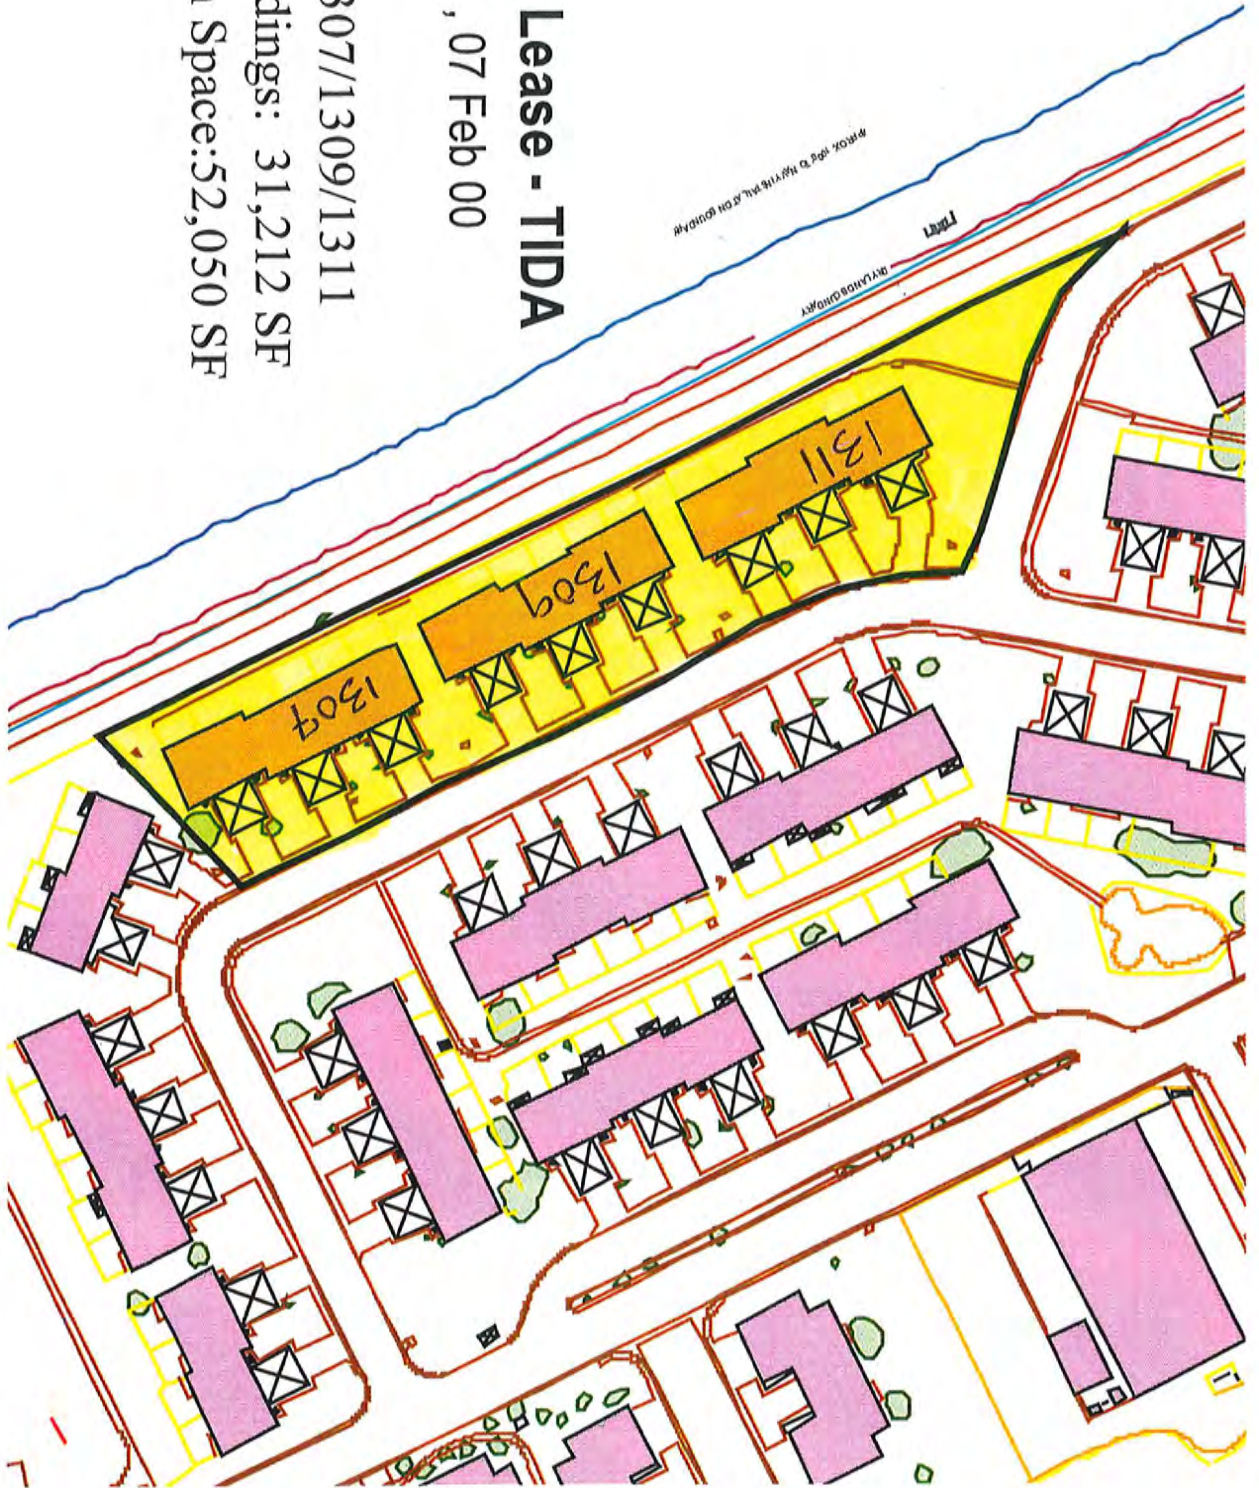 Lease - TIDA
, 07 Feb 00
307/1309/1311
dings: 31,212 SF
Space:52,050 SF
1311
1309
1307